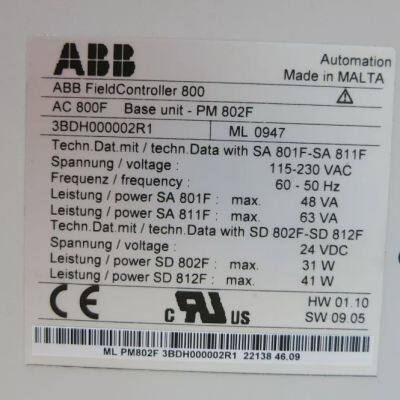 ABB
Automation
Made in MALTA
ABB FieldController 800
AC 800F Base unit - PM 802F
3BDH000002R1 ML 0947
Techn.Dat.mit / techn.Data with SA 801F-SA 811F
Spannung / voltage : 115-230 VAC
Frequenz / frequency : 60 - 50 Hz
Leistung / power SA 801F : max. 48 VA
Leistung / power SA 811F : max. 63 VA
Techn.Dat.mit / techn.Data with SD 802F-SD 812F
Spannung / voltage : 24 VDC
Leistung / power SD 802F : max. 31 W
Leistung / power SD 812F : max. 41 W
CE C RU US
HW 01.10
SW 09.05
ML PM802F 3BDH000002R1 22138 46.09